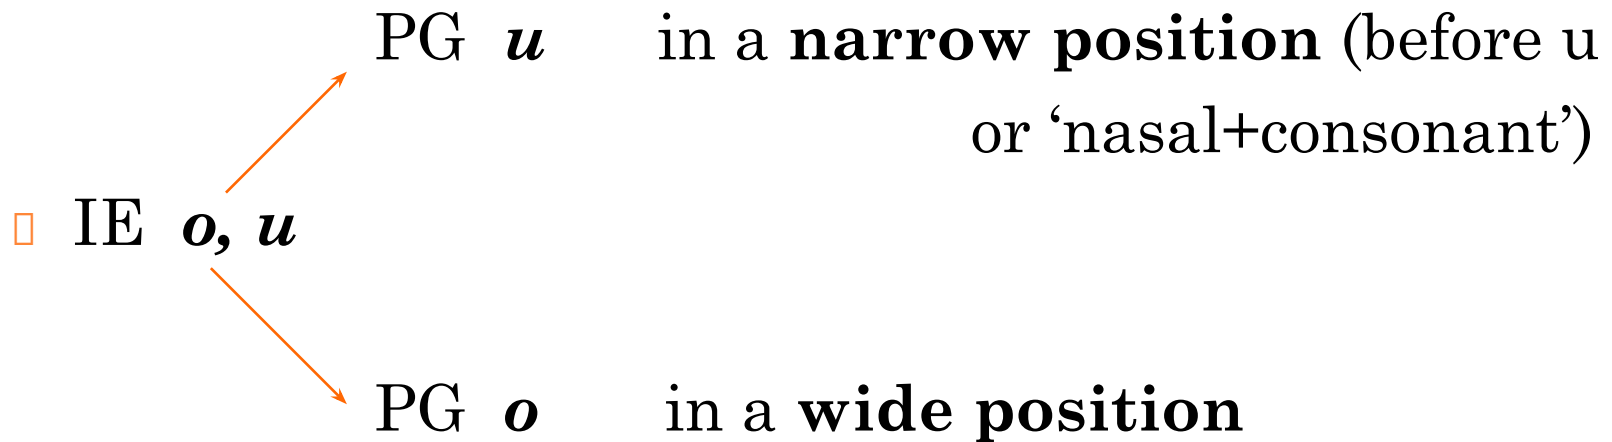 PG u in a narrow position (before u
or ‘nasal+consonant’)
IE o, u
PG o in a wide position